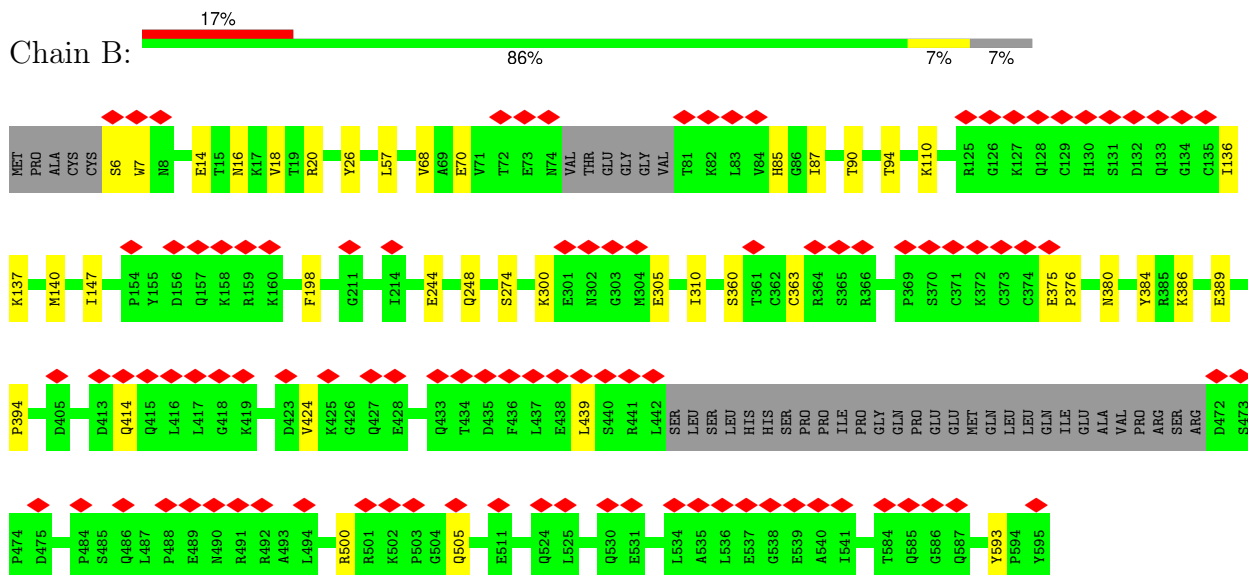 17%
Chain B:
86% 7% 7%
MET PRO ALA CYS CYS S6 W7 N8 E14 T15 N16 K17 V18 T19 R20 Y26 L57 V68 A69 E70 V71 T72 E73 N74 VAL THR GLU GLY GLY VAL T81 K82 L83 V84 H85 G86 I87 T90 T94 K110 R125 G126 K127 Q128 C129 H130 S131 D132 Q133 G134 C135 I136
K137 M140 I147 P154 Y155 D156 Q157 K158 R159 K160 F198 G211 I214 E244 Q248 S274 K300 E301 N302 G303 M304 E305 I310 S360 T361 C362 C363 R364 S365 R366 P369 S370 C371 K372 C373 C374 E375 P376 N380 Y384 R385 K386 E389
P394 D405 D413 Q414 Q415 L416 L417 G418 K419 D423 V424 K425 G426 Q427 E428 Q433 T434 D435 F436 L437 E438 L439 S440 R441 L442 SER LEU SER LEU HIS HIS SER PRO PRO ILE PRO GLY GLN PRO GLU GLU MET GLN LEU LEU GLN ILE GLU ALA VAL PRO ARG SER ARG D472 S473
P474 D475 P484 S485 Q486 L487 P488 E489 N490 R491 R492 A493 L494 R500 R501 K502 P503 G504 Q505 E511 Q524 L525 Q530 E531 L534 A535 L536 E537 G538 E539 A540 I541 T584 Q585 G586 Q587 Y593 P594 Y595